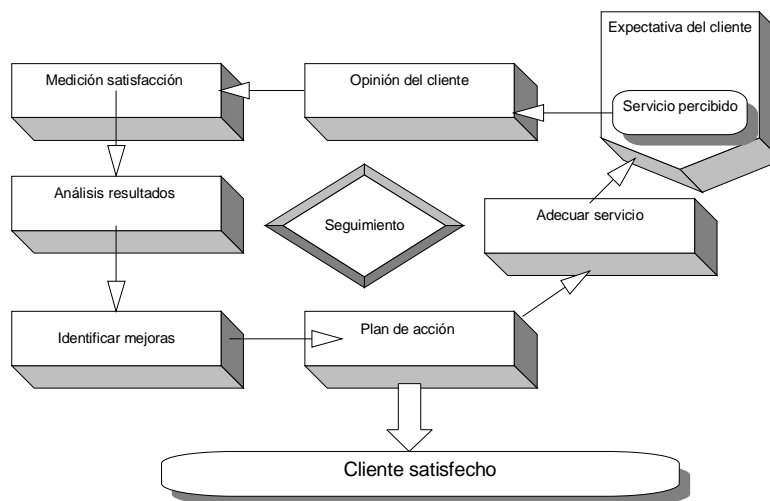 Expectativa del cliente
Medición satisfacción
Opinión del cliente
Servicio percibido
Análisis resultados
Seguimiento
Adecuar servicio
Identificar mejoras
Plan de acción
Cliente satisfecho